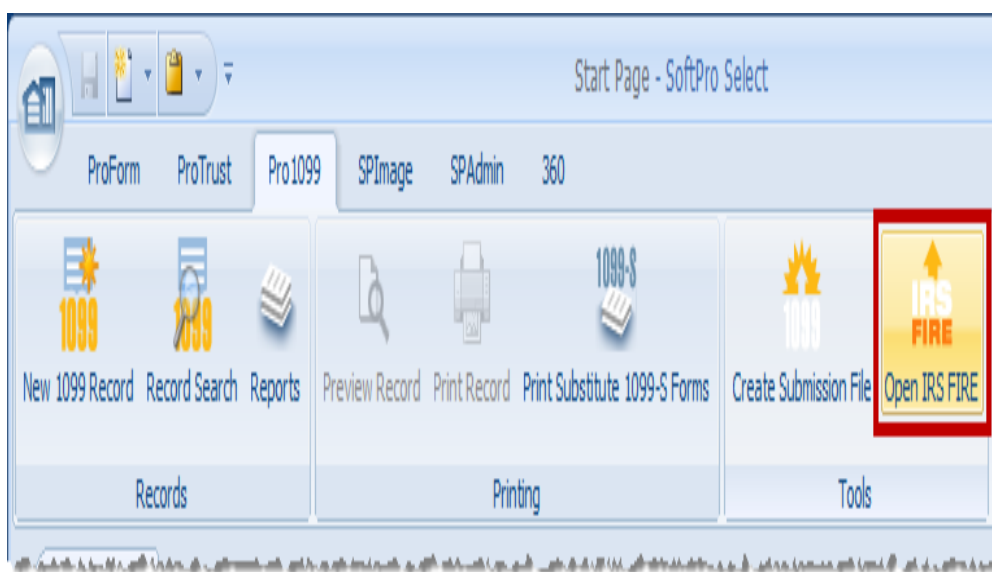 Start Page - SoftPro Select
ProForm ProTrust Pro1099 SPImage SPAdmin 360
1099 1099 1099-S 1099 IRS FIRE
New 1099 Record Record Search Reports Preview Record Print Record Print Substitute 1099-S Forms Create Submission File Open IRS FIRE
Records Printing Tools